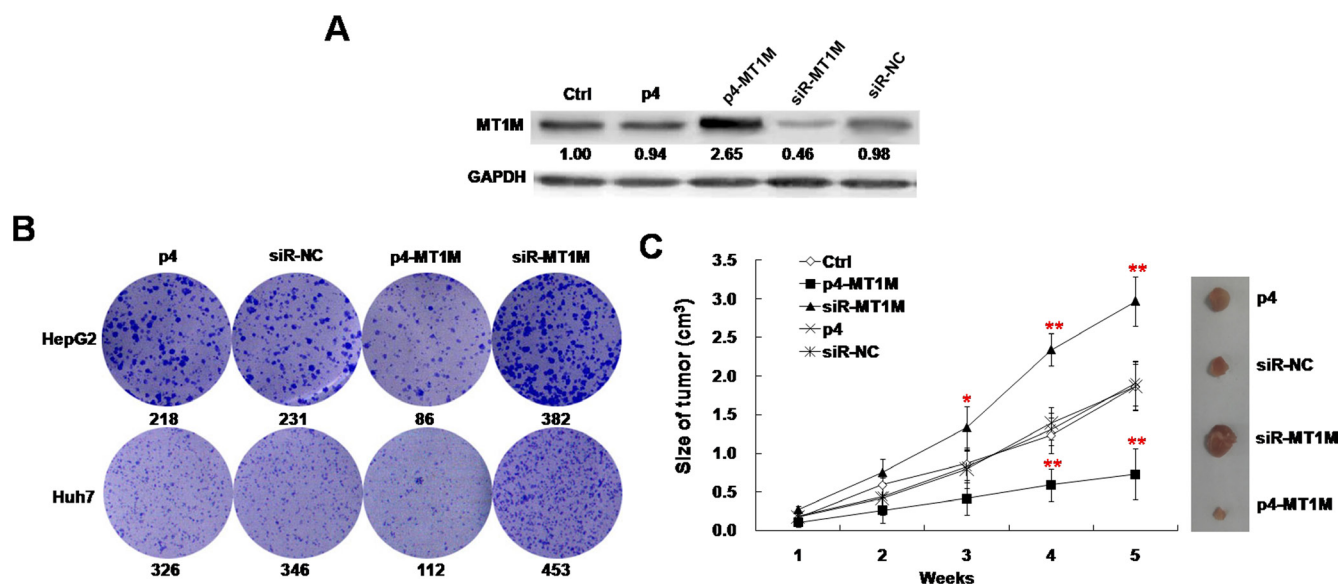 A
Ctrl p4 p4-MT1M siR-MT1M siR-NC
MT1M
1.00 0.94 2.65 0.46 0.98
GAPDH
B
p4 siR-NC p4-MT1M siR-MT1M
HepG2
218 231 86 382
Huh7
326 346 112 453
C
Size of tumor (cm3)
3.5
3.0
2.5
2.0
1.5
1.0
0.5
0.0
Ctrl
p4-MT1M
siR-MT1M
p4
siR-NC
*
**
**
**
**
1 2 3 4 5
Weeks
p4
siR-NC
siR-MT1M
p4-MT1M